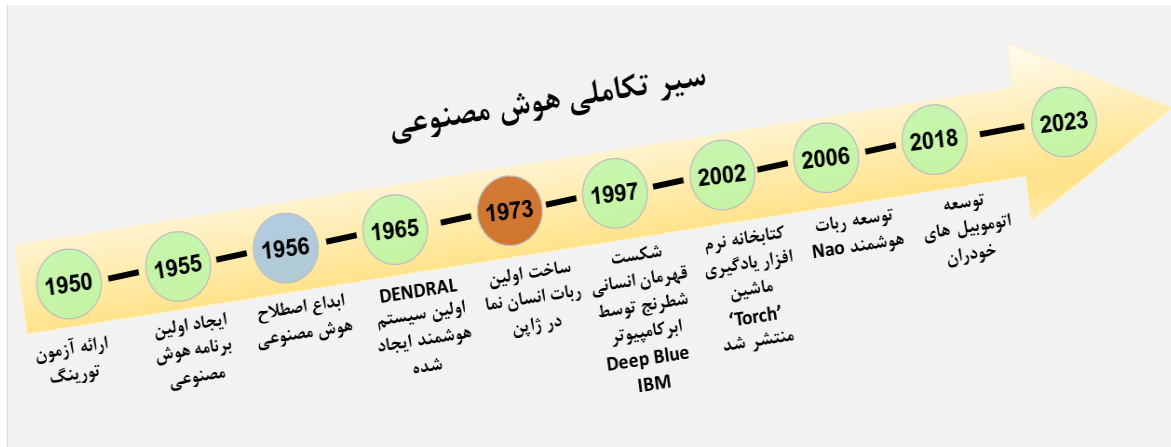 سیر تکاملی هوش مصنوعی
1950
ارائه آزمون
تورینگ
1955
ایجاد اولین
برنامه هوش
مصنوعی
1956
ابداع اصطلاح
هوش مصنوعی
1965
DENDRAL
اولین سیستم
هوشمند ایجاد
شده
1973
ساخت اولین
ربات انسان نما
در ژاپن
1997
شکست
قهرمان انسانی
شطرنج توسط
ابرکامپیوتر
Deep Blue
IBM
2002
کتابخانه نرم
افزار یادگیری
ماشین
‘Torch’
منتشر شد
2006
توسعه ربات
هوشمند Nao
2018
توسعه
اتوموبیل های
خودران
2023